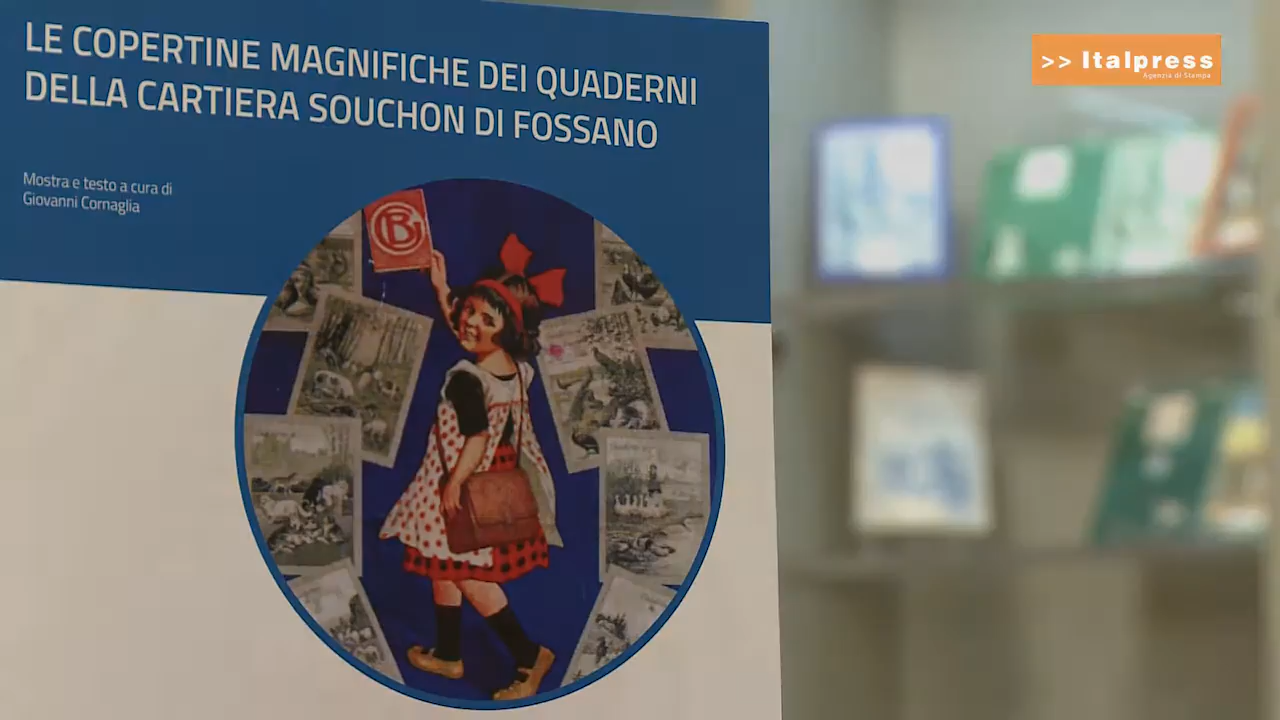 LE COPERTINE MAGNIFICHE DEI QUADERNI
DELLA CARTIERA SOUCHON DI FOSSANO
Mostra e testo a cura di
Giovanni Cornaglia
>> Italpress
Agenzia di Stampa